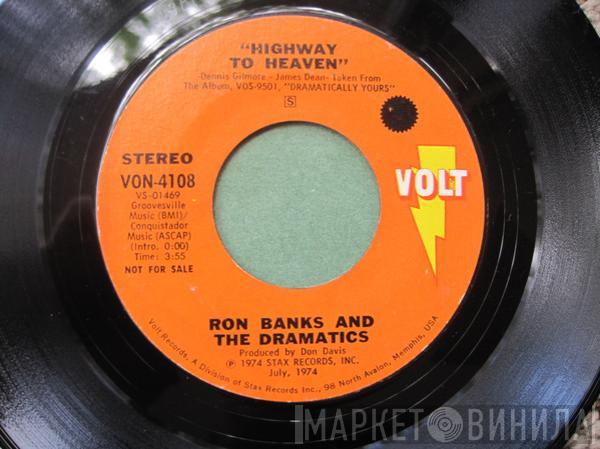 "HIGHWAY
TO HEAVEN"
-Dennis Gilmore - James Dean- Taken From
The Album, VOS-9501, "DRAMATICALLY YOURS"
S
STEREO
VON-4108
VS-01469
Groovesville
Music (BMI)/
Conquistador
Music (ASCAP)
(Intro. 0:00)
Time: 3:55
NOT FOR SALE
VOLT
RON BANKS AND
THE DRAMATICS
Produced by Don Davis
℗ 1974 STAX RECORDS, INC.
July, 1974
Volt Records, A Division of Stax Records Inc., 98 North Avalon, Memphis, USA
МАРКЕТ ВИНИЛА